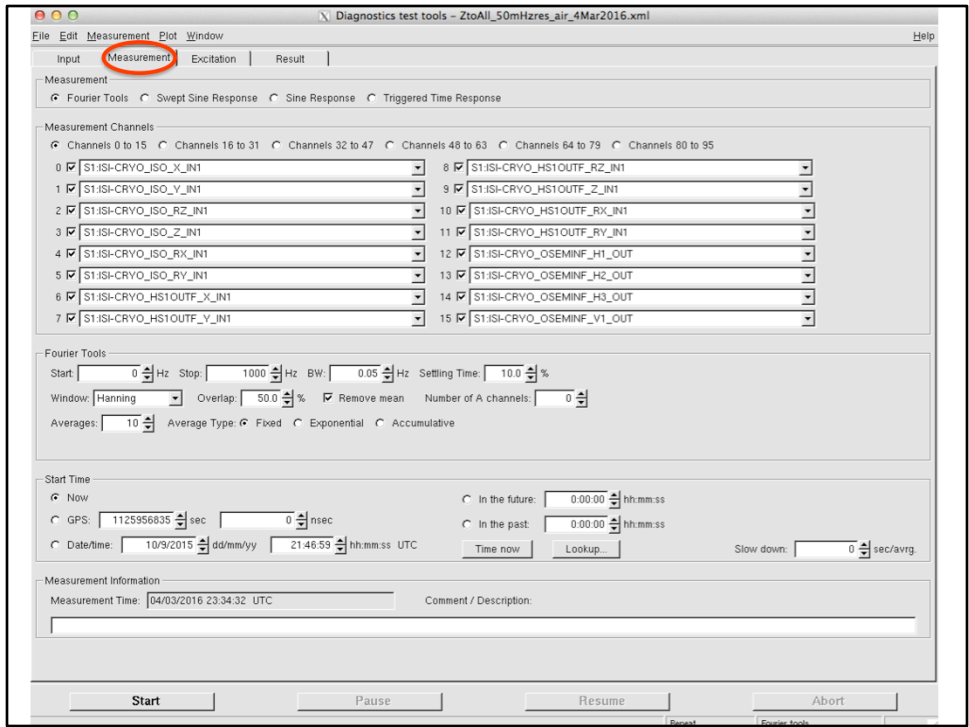 Diagnostics test tools – ZtoAll_50mHzres_air_4Mar2016.xml
File Edit Measurement Plot Window Help
Input Measurement Excitation Result
Measurement
Fourier Tools Swept Sine Response Sine Response Triggered Time Response
Measurement Channels
Channels 0 to 15 Channels 16 to 31 Channels 32 to 47 Channels 48 to 63 Channels 64 to 79 Channels 80 to 95
0 S1:ISI-CRYO_ISO_X_IN1 8 S1:ISI-CRYO_HS1OUTF_RZ_IN1
1 S1:ISI-CRYO_ISO_Y_IN1 9 S1:ISI-CRYO_HS1OUTF_Z_IN1
2 S1:ISI-CRYO_ISO_RZ_IN1 10 S1:ISI-CRYO_HS1OUTF_RX_IN1
3 S1:ISI-CRYO_ISO_Z_IN1 11 S1:ISI-CRYO_HS1OUTF_RY_IN1
4 S1:ISI-CRYO_ISO_RX_IN1 12 S1:ISI-CRYO_OSEMINF_H1_OUT
5 S1:ISI-CRYO_ISO_RY_IN1 13 S1:ISI-CRYO_OSEMINF_H2_OUT
6 S1:ISI-CRYO_HS1OUTF_X_IN1 14 S1:ISI-CRYO_OSEMINF_H3_OUT
7 S1:ISI-CRYO_HS1OUTF_Y_IN1 15 S1:ISI-CRYO_OSEMINF_V1_OUT
Fourier Tools
Start: 0 Hz Stop: 1000 Hz BW: 0.05 Hz Settling Time: 10.0 %
Window: Hanning Overlap: 50.0 % Remove mean Number of A channels: 0
Averages: 10 Average Type: Fixed Exponential Accumulative
Start Time
Now In the future: 0:00:00 hh:mm:ss
GPS: 1125956835 sec 0 nsec In the past: 0:00:00 hh:mm:ss
Date/time: 10/9/2015 dd/mm/yy 21:46:59 hh:mm:ss UTC Time now Lookup... Slow down: 0 sec/avrg.
Measurement Information
Measurement Time: 04/03/2016 23:34:32 UTC Comment / Description:
Start Pause Resume Abort
Repeat Fourier tools